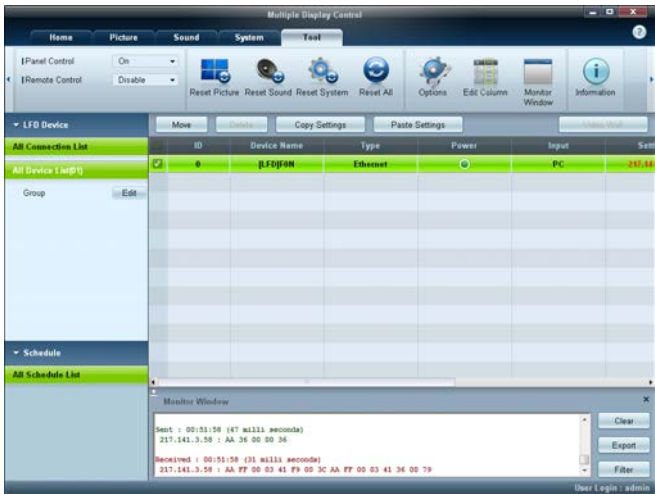 Multiple Display Control
Home Picture Sound System Tool
?
Panel Control On
Remote Control Disable
Reset Picture Reset Sound Reset System Reset All Options Edit Column Monitor Window Information
LFD Device
Move Delete Copy Settings Paste Settings Video Wall
All Connection List
ID Device Name Type Power Input Setti
All Device List(01)
0 [LFD]F0N Ethernet PC 217.141
Group Edit
Schedule
All Schedule List
Monitor Window
Sent : 00:51:58 (47 milli seconds)
217.141.3.58 : AA 36 00 00 36
Received : 00:51:58 (31 milli seconds)
217.141.3.58 : AA FF 00 03 41 F9 00 3C AA FF 00 03 41 36 00 79
Clear
Export
Filter
User Login : admin